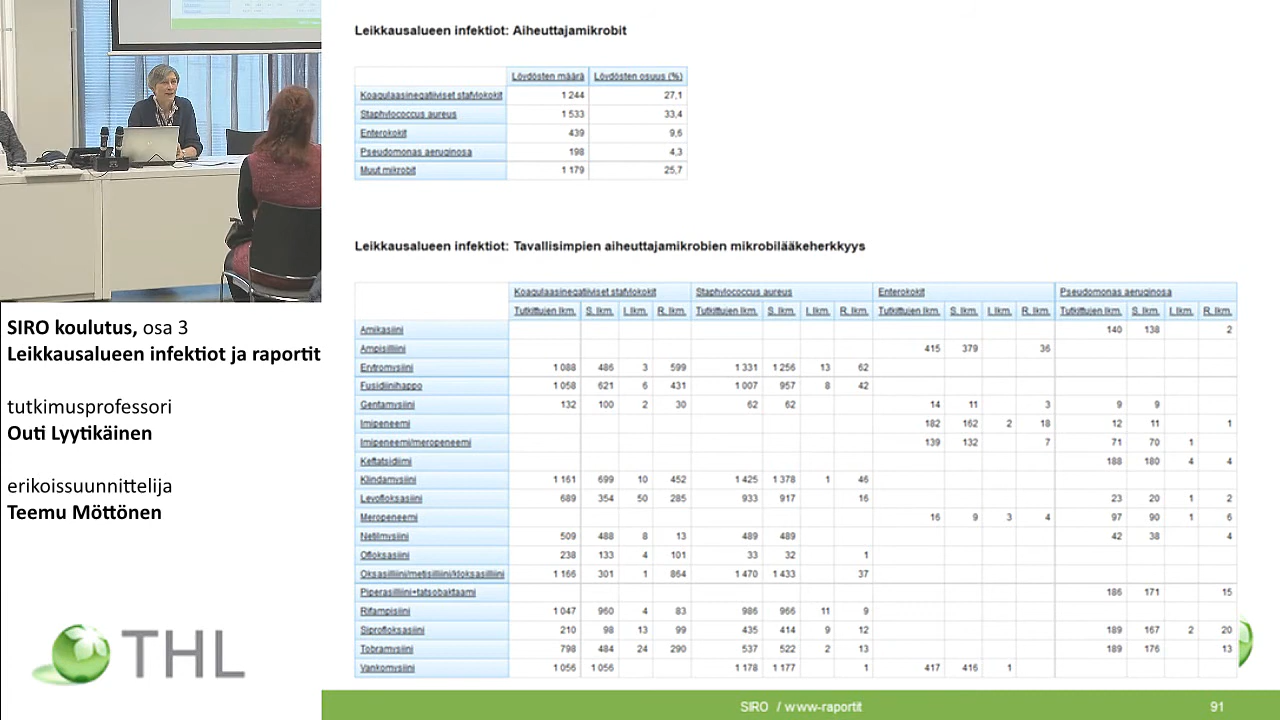 Leikkausalueen infektiot: Aiheuttajamikrobit
Löydösten määrä Löydösten osuus (%)
Koagulaasinegatiiviset stafylokokit 1 244 27,1
Staphylococcus aureus 1 533 33,4
Enterokokit 439 9,6
Pseudomonas aeruginosa 198 4,3
Muut mikrobit 1 179 25,7
Leikkausalueen infektiot: Tavallisimpien aiheuttajamikrobien mikrobilääkeherkkyys
Koagulaasinegatiiviset stafylokokit Staphylococcus aureus Enterokokit Pseudomonas aeruginosa
Tutkittujen lkm. S. lkm. I. lkm. R. lkm. Tutkittujen lkm. S. lkm. I. lkm. R. lkm. Tutkittujen lkm. S. lkm. I. lkm. R. lkm. Tutkittujen lkm. S. lkm. I. lkm. R. lkm.
Amikasiini 140 138 2
Ampisilliini 415 379 36
Erytromysiini 1 088 486 3 599 1 331 1 256 13 62
Fusidiinihappo 1 058 621 6 431 1 007 957 8 42
Gentamysiini 132 100 2 30 62 62 14 11 3 9 9
Imipeneemi 182 162 2 18 12 11 1
Imipeneemi/meropeneemi 139 132 7 71 70 1
Keftatsidiimi 188 180 4 4
Klindamysiini 1 161 699 10 452 1 425 1 378 1 46
Levofloksasiini 689 354 50 285 933 917 16 23 20 1 2
Meropeneemi 16 9 3 4 97 90 1 6
Netilmysiini 509 488 8 13 489 489 42 38 4
Ofloksasiini 238 133 4 101 33 32 1
Oksasilliini/metisilliini/kloksasilliini 1 166 301 1 864 1 470 1 433 37
Piperasilliini+tatsobaktaami 186 171 15
Rifampisiini 1 047 960 4 83 986 966 11 9
Siprofloksasiini 210 98 13 99 435 414 9 12 189 167 2 20
Tobramysiini 798 484 24 290 537 522 2 13 189 176 13
Vankomysiini 1 056 1 056 1 178 1 177 1 417 416 1
SIRO / www-raportit 91
SIRO koulutus, osa 3
Leikkausalueen infektiot ja raportit
tutkimusprofessori
Outi Lyytikäinen
erikoissuunnittelija
Teemu Möttönen
THL